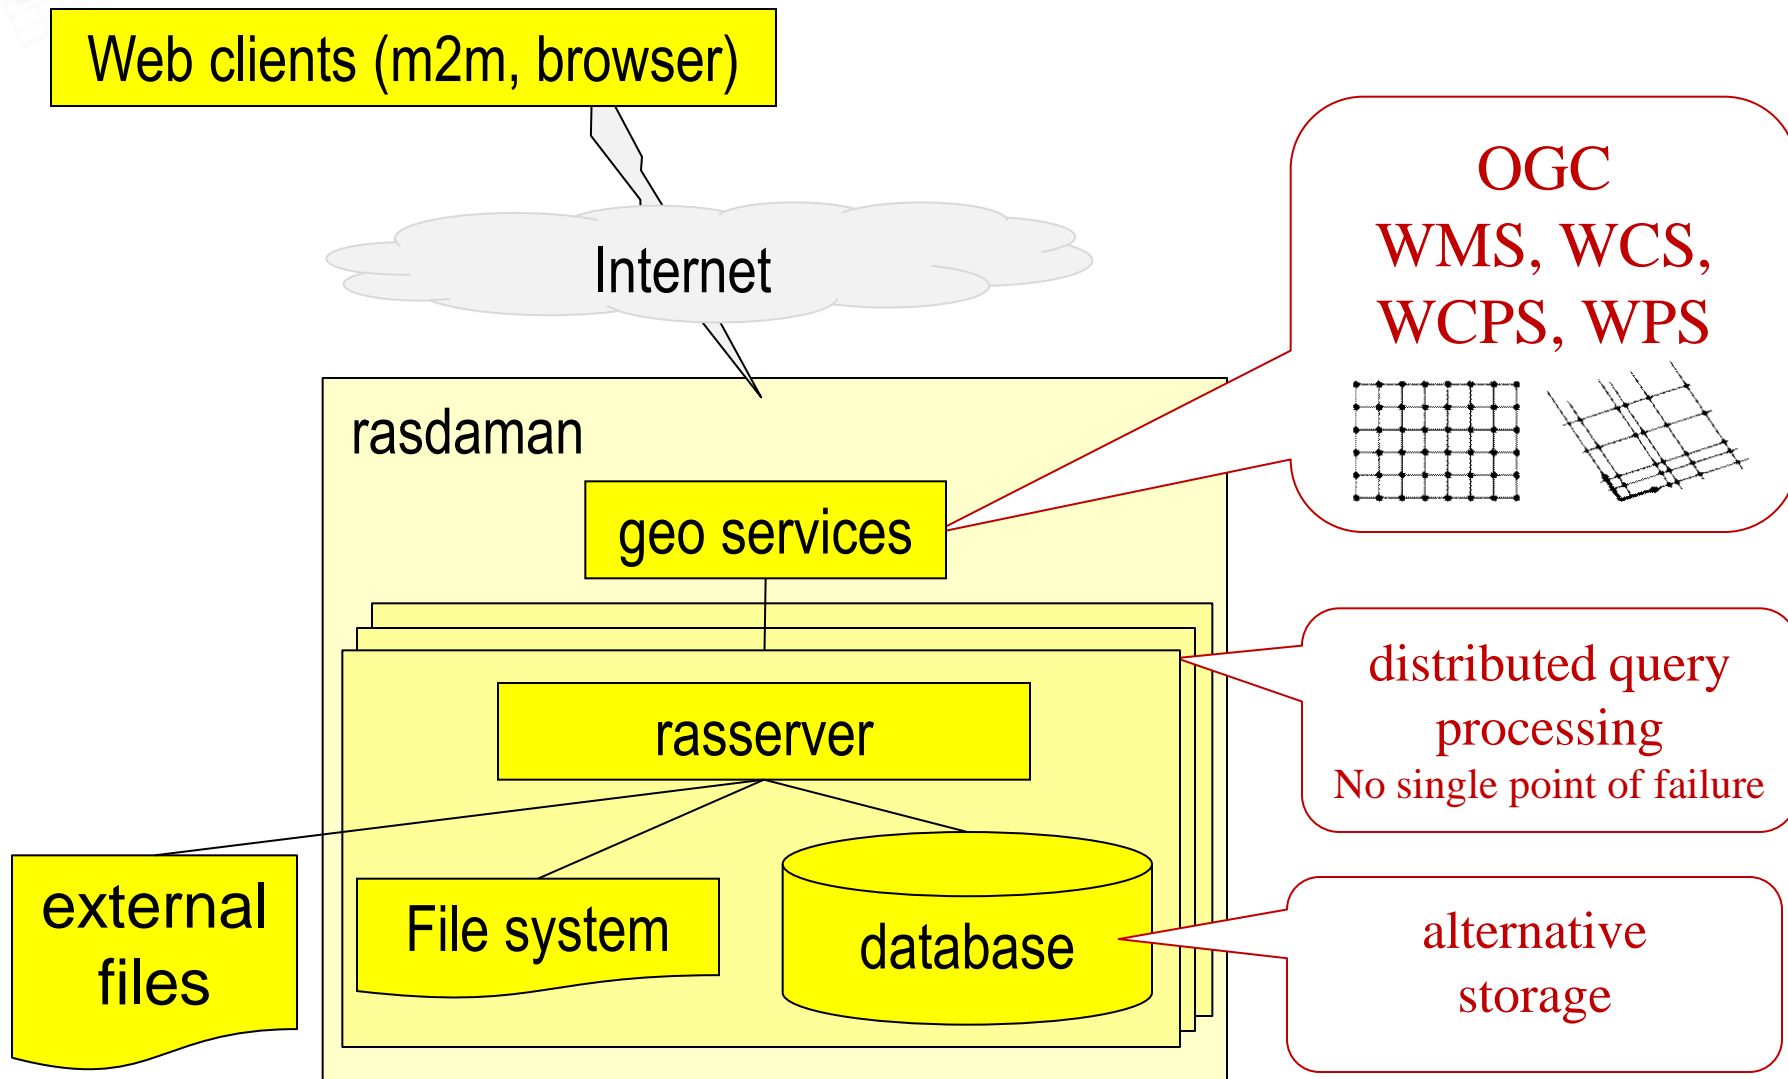 Web clients (m2m, browser)
Internet
OGC
WMS, WCS,
WCPS, WPS
rasdaman
geo services
distributed query
processing
No single point of failure
rasserver
external
files
File system
database
alternative
storage